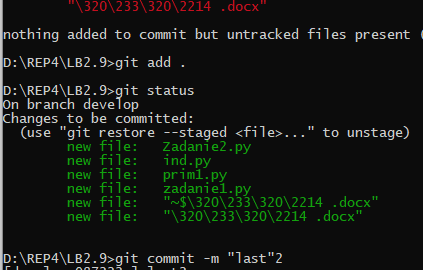 "\320\233\320\2214 .docx"
nothing added to commit but untracked files present (
D:\REP4\LB2.9>git add .
D:\REP4\LB2.9>git status
On branch develop
Changes to be committed:
(use "git restore --staged <file>..." to unstage)
new file: Zadanie2.py
new file: ind.py
new file: prim1.py
new file: zadanie1.py
new file: "~$\320\233\320\2214 .docx"
new file: "\320\233\320\2214 .docx"
D:\REP4\LB2.9>git commit -m "last"2